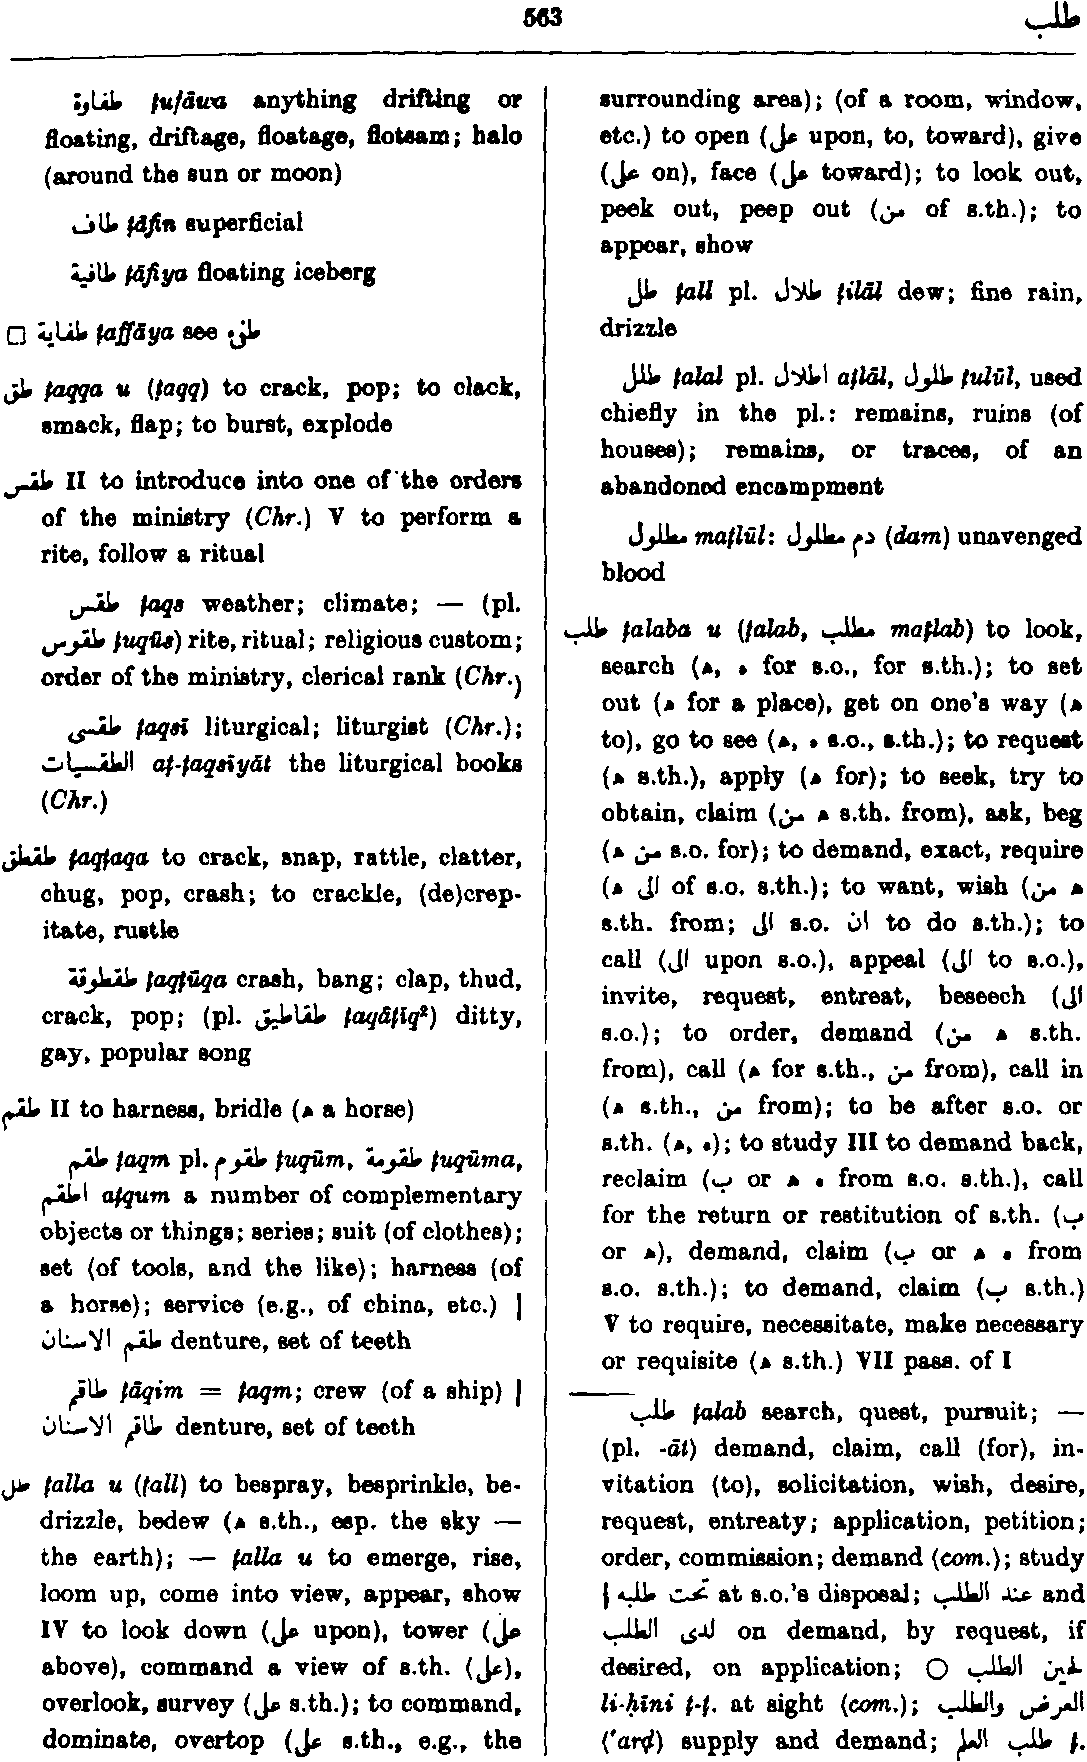 563
طلب
طفاوة ṭufāwa anything drifting or
floating, driftage, floatage, flotsam; halo
(around the sun or moon)
طاف ṭāfin superficial
طافية ṭāfiya floating iceberg
□ طفاية ṭaffāya see طفئ
طق ṭaqqa u (ṭaqq) to crack, pop; to clack,
smack, flap; to burst, explode
طقس II to introduce into one of the orders
of the ministry (Chr.) V to perform a
rite, follow a ritual
طقس ṭaqs weather; climate; — (pl.
طقوس ṭuqūs) rite, ritual; religious custom;
order of the ministry, clerical rank (Chr.)
طقسى ṭaqsī liturgical; liturgist (Chr.);
الطقسيات aṭ-ṭaqsīyāt the liturgical books
(Chr.)
طقطق ṭaqṭaqa to crack, snap, rattle, clatter,
chug, pop, crash; to crackle, (de)crep-
itate, rustle
طقطوقة ṭaqṭūqa crash, bang; clap, thud,
crack, pop; (pl. طقاطيق ṭaqāṭīq²) ditty,
gay, popular song
طقم II to harness, bridle (ه a horse)
طقم ṭaqm pl. طقوم ṭuqūm, طقومة ṭuqūma,
اطقم aṭqum a number of complementary
objects or things; series; suit (of clothes);
set (of tools, and the like); harness (of
a horse); service (e.g., of china, etc.) |
طقم الاسنان denture, set of teeth
طاقم ṭāqim = ṭaqm; crew (of a ship) |
طاقم الاسنان denture, set of teeth
طل ṭalla u (ṭall) to bespray, besprinkle, be-
drizzle, bedew (ه s.th., esp. the sky —
the earth); — ṭalla u to emerge, rise,
loom up, come into view, appear, show
IV to look down (على upon), tower (على
above), command a view of s.th. (على),
overlook, survey (على s.th.); to command,
dominate, overtop (على s.th., e.g., the
surrounding area); (of a room, window,
etc.) to open (على upon, to, toward), give
(على on), face (على toward); to look out,
peek out, peep out (من of s.th.); to
appear, show
طل ṭall pl. طلال ṭilāl dew; fine rain,
drizzle
طلل ṭalal pl. اطلال aṭlāl, طلول ṭulūl, used
chiefly in the pl.: remains, ruins (of
houses); remains, or traces, of an
abandoned encampment
مطلول maṭlūl: دم مطلول (dam) unavenged
blood
طلب ṭalaba u (ṭalab, مطلب maṭlab) to look,
search (ه, ه for s.o., for s.th.); to set
out (ه for a place), get on one's way (ه
to), go to see (ه, ه s.o., s.th.); to request
(ه s.th.), apply (ه for); to seek, try to
obtain, claim (من ه s.th. from), ask, beg
(ه من s.o. for); to demand, exact, require
(ه الى of s.o. s.th.); to want, wish (من ه
s.th. from; الى s.o. ان to do s.th.); to
call (الى upon s.o.), appeal (الى to s.o.),
invite, request, entreat, beseech (الى
s.o.); to order, demand (من ه s.th.
from), call (ه for s.th., من from), call in
(ه s.th., من from); to be after s.o. or
s.th. (ه, ه); to study III to demand back,
reclaim (ب or ه ه from s.o. s.th.), call
for the return or restitution of s.th. (ب
or ه), demand, claim (ب or ه ه from
s.o. s.th.); to demand, claim (ب s.th.)
V to require, necessitate, make necessary
or requisite (ه s.th.) VII pass. of I
طلب ṭalab search, quest, pursuit; —
(pl. -āt) demand, claim, call (for), in-
vitation (to), solicitation, wish, desire,
request, entreaty; application, petition;
order, commission; demand (com.); study
| تحت طلبه at s.o.'s disposal; عند الطلب and
لدى الطلب on demand, by request, if
desired, on application; ○ لحين الطلب
li-ḥīni ṭ-ṭ. at sight (com.); العرض والطلب
(ʿarḍ) supply and demand; طلب العلم ṭ.